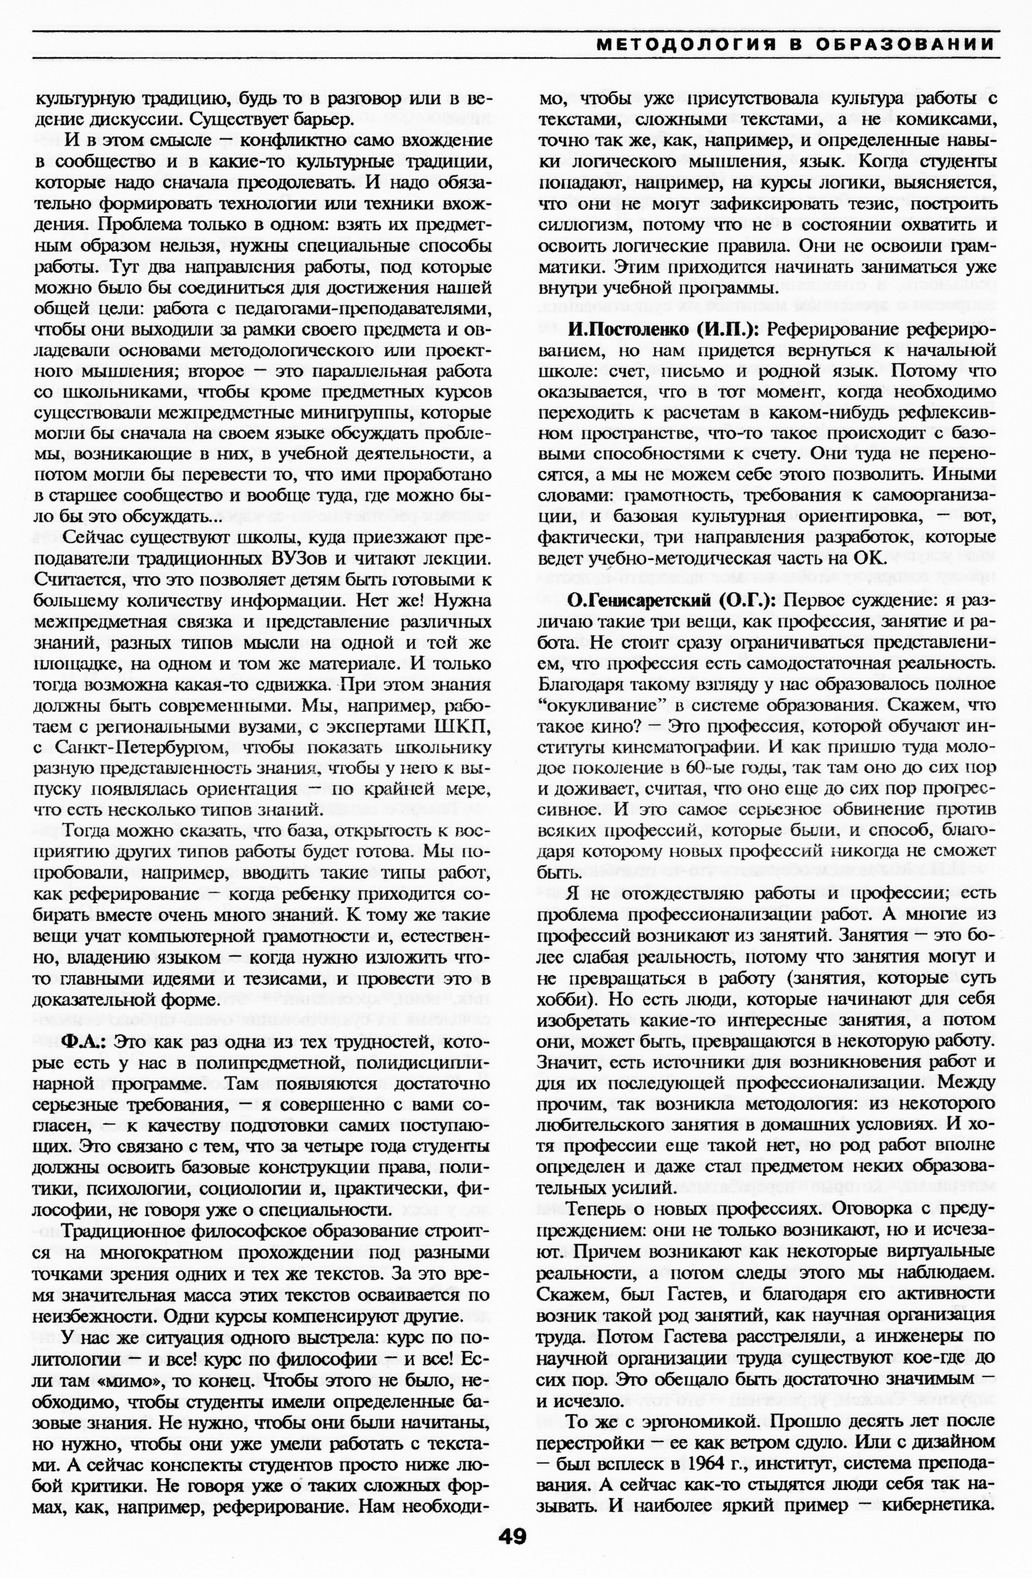 МЕТОДОЛОГИЯ В ОБРАЗОВАНИИ
культурную традицию, будь то в разговор или в ве-
дение дискуссии. Существует барьер.
И в этом смысле — конфликтно само вхождение
в сообщество и в какие-то культурные традиции,
которые надо сначала преодолевать. И надо обяза-
тельно формировать технологии или техники вхож-
дения. Проблема только в одном: взять их предмет-
ным образом нельзя, нужны специальные способы
работы. Тут два направления работы, под которые
можно было бы соединиться для достижения нашей
общей цели: работа с педагогами-преподавателями,
чтобы они выходили за рамки своего предмета и ов-
ладевали основами методологического или проект-
ного мышления; второе — это параллельная работа
со школьниками, чтобы кроме предметных курсов
существовали межпредметные минигруппы, которые
могли бы сначала на своем языке обсуждать пробле-
мы, возникающие в них, в учебной деятельности, а
потом могли бы перевести то, что ими проработано
в старшее сообщество и вообще туда, где можно бы-
ло бы это обсуждать...
Сейчас существуют школы, куда приезжают пре-
подаватели традиционных ВУЗов и читают лекции.
Считается, что это позволяет детям быть готовыми к
большему количеству информации. Нет же! Нужна
межпредметная связка и представление различных
знаний, разных типов мысли на одной и той же
площадке, на одном и том же материале. И только
тогда возможна какая-то сдвижка. При этом знания
должны быть современными. Мы, например, рабо-
таем с региональными вузами, с экспертами ШКП,
с Санкт-Петербургом, чтобы показать школьнику
разную представленность знания, чтобы у него к вы-
пуску появлялась ориентация — по крайней мере,
что есть несколько типов знаний.
Тогда можно сказать, что база, открытость к вос-
приятию других типов работы будет готова. Мы по-
пробовали, например, вводить такие типы работ,
как реферирование — когда ребенку приходится со-
бирать вместе очень много знаний. К тому же такие
вещи учат компьютерной грамотности и, естествен-
но, владению языком — когда нужно изложить что-
то главными идеями и тезисами, и провести это в
доказательной форме.
Ф.А.: Это как раз одна из тех трудностей, кото-
рые есть у нас в полипредметной, полидисципли-
нарной программе. Там появляются достаточно
серьезные требования, — я совершенно с вами со-
гласен, — к качеству подготовки самих поступаю-
щих. Это связано с тем, что за четыре года студенты
должны освоить базовые конструкции права, поли-
тики, психологии, социологии и, практически, фи-
лософии, не говоря уже о специальности.
Традиционное философское образование строит-
ся на многократном прохождении под разными
точками зрения одних и тех же текстов. За это вре-
мя значительная масса этих текстов осваивается по
неизбежности. Одни курсы компенсируют другие.
У нас же ситуация одного выстрела: курс по по-
литологии — и все! курс по философии — и все! Ес-
ли там «мимо», то конец. Чтобы этого не было, не-
обходимо, чтобы студенты имели определенные ба-
зовые знания. Не нужно, чтобы они были начитаны,
но нужно, чтобы они уже умели работать с текста-
ми. А сейчас конспекты студентов просто ниже лю-
бой критики. Не говоря уже о таких сложных фор-
мах, как, например, реферирование. Нам необходи-
мо, чтобы уже присутствовала культура работы с
текстами, сложными текстами, а не комиксами,
точно так же, как, например, и определенные навы-
ки логического мышления, язык. Когда студенты
попадают, например, на курсы логики, выясняется,
что они не могут зафиксировать тезис, построить
силлогизм, потому что не в состоянии охватить и
освоить логические правила. Они не освоили грам-
матики. Этим приходится начинать заниматься уже
внутри учебной программы.
И.Постоленко (И.П.): Реферирование рефериро-
ванием, но нам придется вернуться к начальной
школе: счет, письмо и родной язык. Потому что
оказывается, что в тот момент, когда необходимо
переходить к расчетам в каком-нибудь рефлексив-
ном пространстве, что-то такое происходит с базо-
выми способностями к счету. Они туда не перено-
сятся, а мы не можем себе этого позволить. Иными
словами: грамотность, требования к самоорганиза-
ции, и базовая культурная ориентировка, — вот,
фактически, три направления разработок, которые
ведет учебно-методическая часть на ОК.
О.Генисаретский (О.Г.): Первое суждение: я раз-
личаю такие три вещи, как профессия, занятие и ра-
бота. Не стоит сразу ограничиваться представлени-
ем, что профессия есть самодостаточная реальность.
Благодаря такому взгляду у нас образовалось полное
“окукливание” в системе образования. Скажем, что
такое кино? — Это профессия, которой обучают ин-
ституты кинематографии. И как пришло туда моло-
дое поколение в 60-ые годы, так там оно до сих пор
и доживает, считая, что оно еще до сих пор прогрес-
сивное. И это самое серьезное обвинение против
всяких профессий, которые были, и способ, благо-
даря которому новых профессий никогда не сможет
быть.
Я не отождествляю работы и профессии; есть
проблема профессионализации работ. А многие из
профессий возникают из занятий. Занятия — это бо-
лее слабая реальность, потому что занятия могут и
не превращаться в работу (занятия, которые суть
хобби). Но есть люди, которые начинают для себя
изобретать какие-то интересные занятия, а потом
они, может быть, превращаются в некоторую работу.
Значит, есть источники для возникновения работ и
для их последующей профессионализации. Между
прочим, так возникла методология: из некоторого
любительского занятия в домашних условиях. И хо-
тя профессии еще такой нет, но род работ вполне
определен и даже стал предметом неких образова-
тельных усилий.
Теперь о новых профессиях. Оговорка с преду-
преждением: они не только возникают, но и исчеза-
ют. Причем возникают как некоторые виртуальные
реальности, а потом следы этого мы наблюдаем.
Скажем, был Гастев, и благодаря его активности
возник такой род занятий, как научная организация
труда. Потом Гастева расстреляли, а инженеры по
научной организации труда существуют кое-где до
сих пор. Это обещало быть достаточно значимым —
и исчезло.
То же с эргономикой. Прошло десять лет после
перестройки — ее как ветром сдуло. Или с дизайном
— был всплеск в 1964 г., институт, система препода-
вания. А сейчас как-то стыдятся люди себя так на-
зывать. И наиболее яркий пример — кибернетика.
49